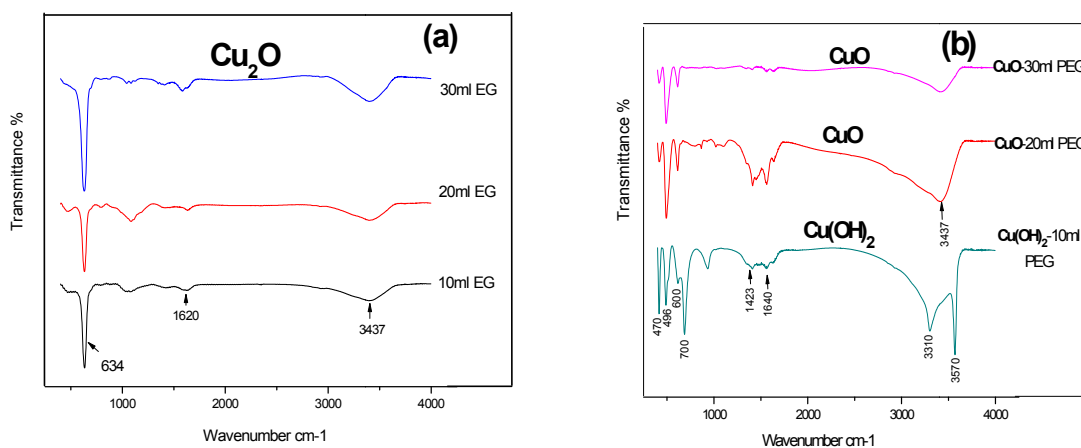 (a)
Cu2O
30ml EG
20ml EG
10ml EG
1620
3437
634
Transmittance %
1000
2000
3000
4000
Wavenumber cm-1
(b)
CuO
CuO-30ml PEG
CuO
CuO-20ml PEG
3437
Cu(OH)2
Cu(OH)2-10ml
PEG
470
496
600
700
1423
1640
3310
3570
Transmittance %
1000
2000
3000
4000
Wavenumber cm-1